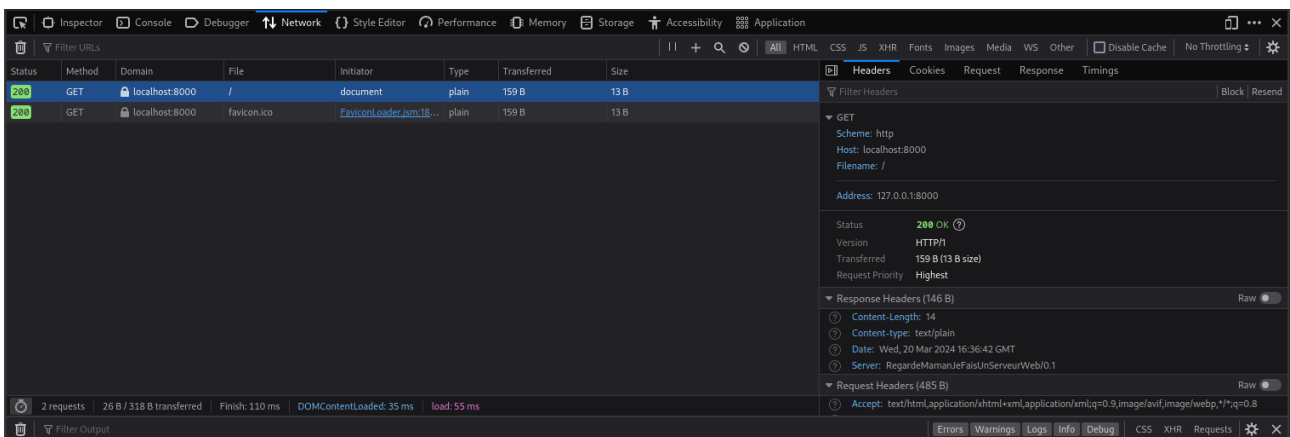 Inspector Console Debugger Network Style Editor Performance Memory Storage Accessibility Application
Filter URLs All HTML CSS JS XHR Fonts Images Media WS Other Disable Cache No Throttling
Status Method Domain File Initiator Type Transferred Size
200 GET localhost:8000 / document plain 159 B 13 B
200 GET localhost:8000 favicon.ico FaviconLoader.jsm:18... plain 159 B 13 B
Headers Cookies Request Response Timings
Filter Headers Block Resend
GET
Scheme: http
Host: localhost:8000
Filename: /
Address: 127.0.0.1:8000
Status 200 OK
Version HTTP/1
Transferred 159 B (13 B size)
Request Priority Highest
Response Headers (146 B) Raw
Content-Length: 14
Content-type: text/plain
Date: Wed, 20 Mar 2024 16:36:42 GMT
Server: RegardeMamanJeFaisUnServeurWeb/0.1
Request Headers (485 B) Raw
Accept: text/html,application/xhtml+xml,application/xml;q=0.9,image/avif,image/webp,*/*;q=0.8
2 requests 26 B / 318 B transferred Finish: 110 ms DOMContentLoaded: 35 ms load: 55 ms
Filter Output Errors Warnings Logs Info Debug CSS XHR Requests